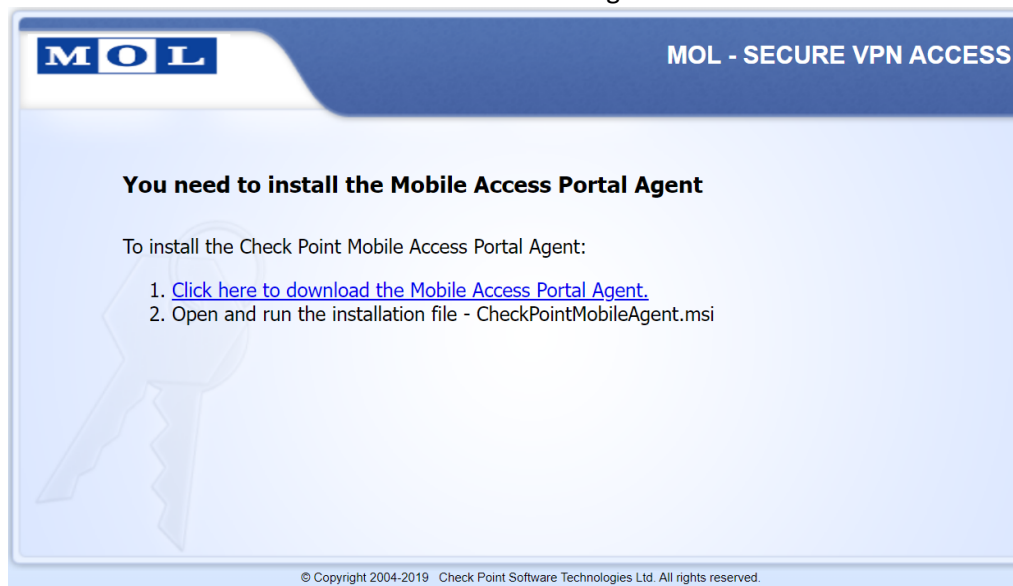 MOL
MOL - SECURE VPN ACCESS
You need to install the Mobile Access Portal Agent
To install the Check Point Mobile Access Portal Agent:
1. Click here to download the Mobile Access Portal Agent.
2. Open and run the installation file - CheckPointMobileAgent.msi
© Copyright 2004-2019 Check Point Software Technologies Ltd. All rights reserved.